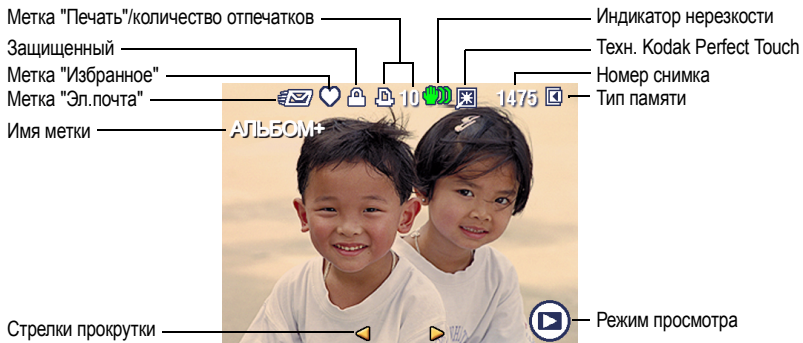 Метка "Печать"/количество отпечатков
Защищенный
Метка "Избранное"
Метка "Эл.почта"
Имя метки
Стрелки прокрутки
10
1475
АЛЬБОМ+
Индикатор нерезкости
Техн. Kodak Perfect Touch
Номер снимка
Тип памяти
Режим просмотра